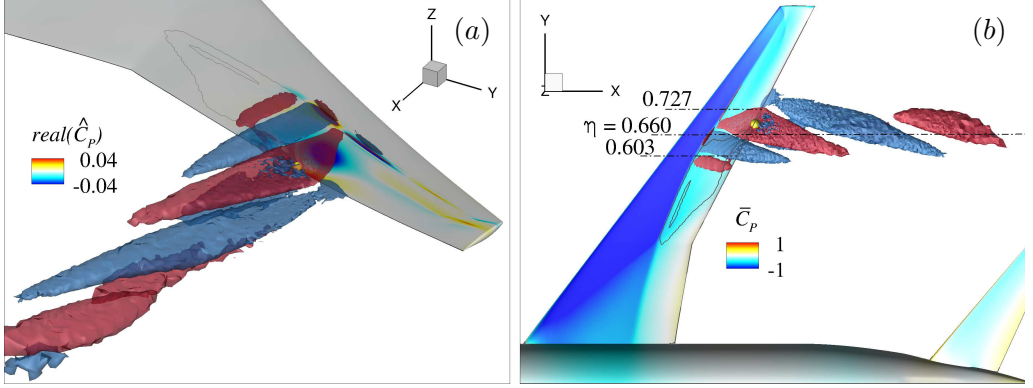 (a)
Z
Y
X
real(Ĉ_P)
0.04
-0.04
(b)
Y
Z
X
0.727
η = 0.660
0.603
C̄_P
1
-1